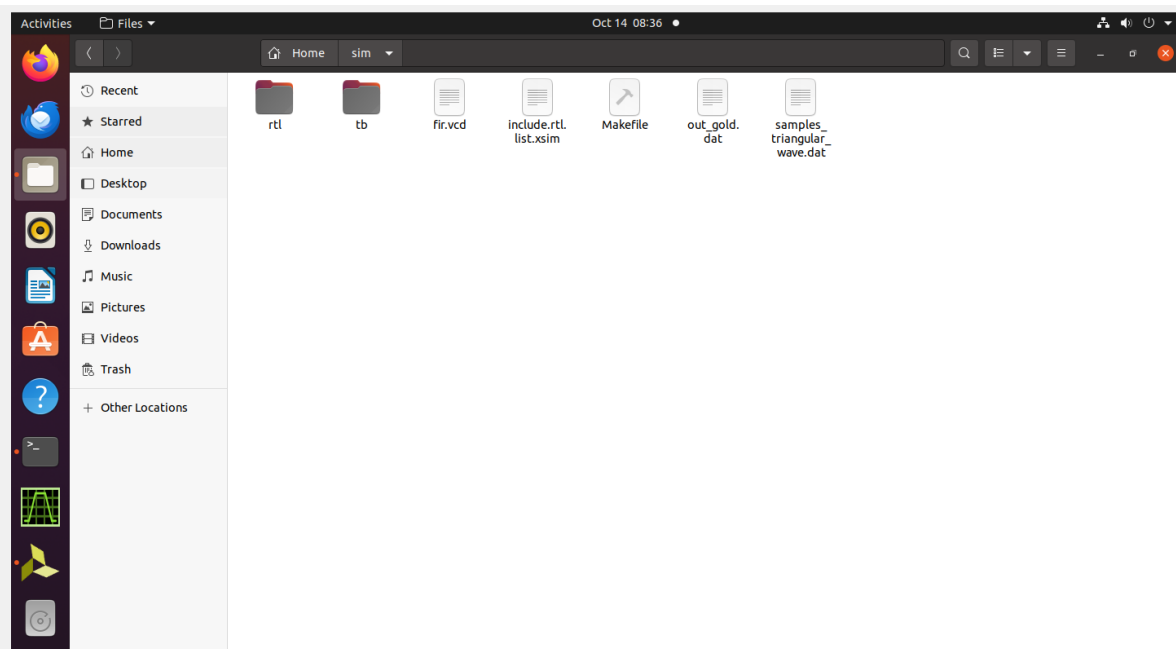 Activities
Files
Oct 14 08:36
Home
sim
Recent
Starred
Home
Desktop
Documents
Downloads
Music
Pictures
Videos
Trash
+ Other Locations
rtl
tb
fir.vcd
include.rtl.
list.xsim
Makefile
out_gold.
dat
samples_
triangular_
wave.dat